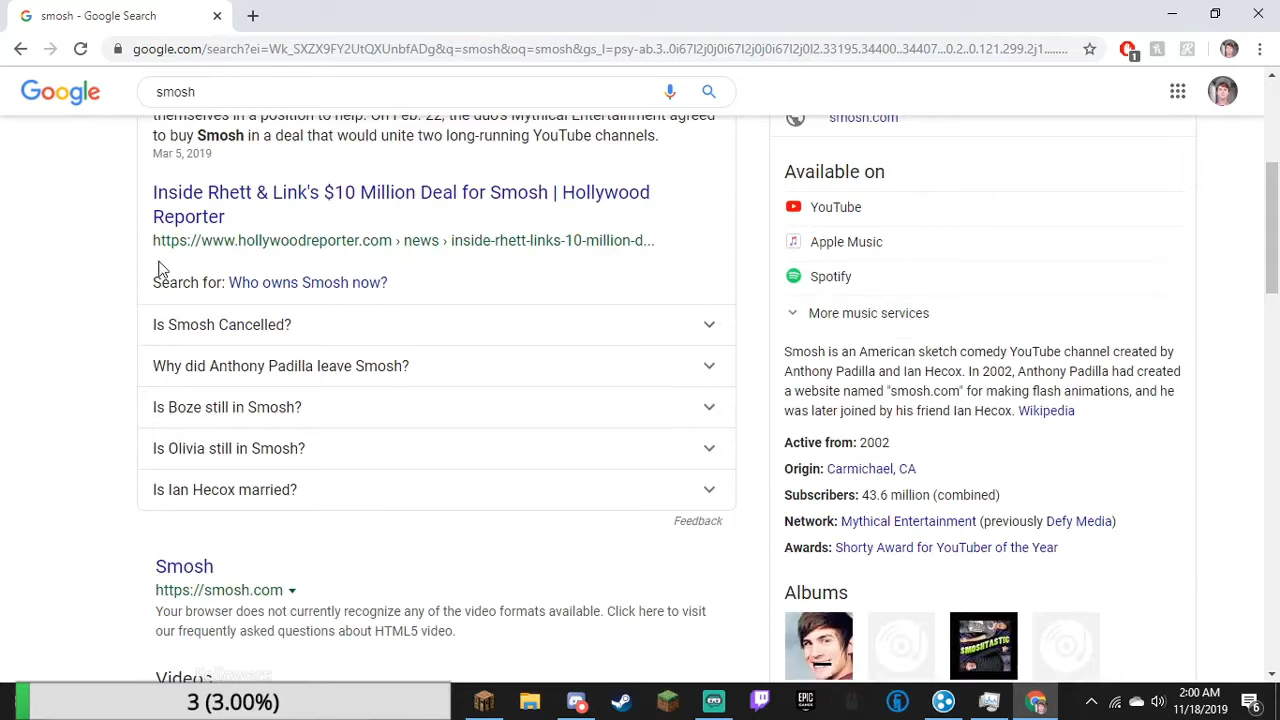 smosh - Google Search
google.com/search?ei=Wk_SXZX9FY2UtQXUnbfADg&q=smosh&oq=smosh&gs_l=psy-ab.3..0i67l2j0j0i67l2j0j0i67l2j0l2.33195.34400..34407...0.2..0.121.299.2j1........
1
Google
smosh
themselves in a position to help. On Feb. 22, the duo's Mythical Entertainment agreed
to buy Smosh in a deal that would unite two long-running YouTube channels.
Mar 5, 2019
Inside Rhett & Link's $10 Million Deal for Smosh | Hollywood
Reporter
https://www.hollywoodreporter.com › news › inside-rhett-links-10-million-d...
Search for: Who owns Smosh now?
Is Smosh Cancelled?
Why did Anthony Padilla leave Smosh?
Is Boze still in Smosh?
Is Olivia still in Smosh?
Is Ian Hecox married?
Feedback
Smosh
https://smosh.com
Your browser does not currently recognize any of the video formats available. Click here to visit
our frequently asked questions about HTML5 video.
Videos
smosh.com
Available on
YouTube
Apple Music
Spotify
More music services
Smosh is an American sketch comedy YouTube channel created by
Anthony Padilla and Ian Hecox. In 2002, Anthony Padilla had created
a website named "smosh.com" for making flash animations, and he
was later joined by his friend Ian Hecox. Wikipedia
Active from: 2002
Origin: Carmichael, CA
Subscribers: 43.6 million (combined)
Network: Mythical Entertainment (previously Defy Media)
Awards: Shorty Award for YouTuber of the Year
Albums
SMOSHTASTIC
Followers
3 (3.00%)
EPIC
GAMES
2:00 AM
11/18/2019
6